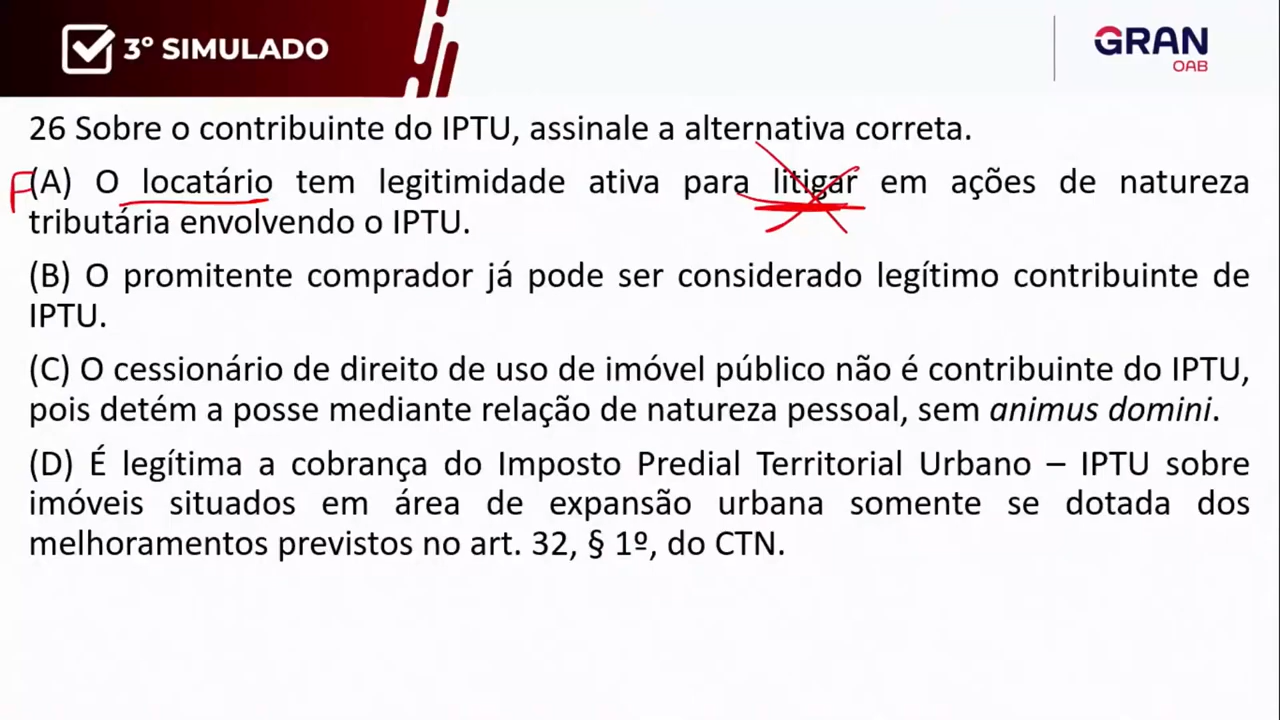 3º SIMULADO
GRAN
OAB
26 Sobre o contribuinte do IPTU, assinale a alternativa correta.
F(A) O locatário tem legitimidade ativa para litigar em ações de natureza
tributária envolvendo o IPTU.
(B) O promitente comprador já pode ser considerado legítimo contribuinte de
IPTU.
(C) O cessionário de direito de uso de imóvel público não é contribuinte do IPTU,
pois detém a posse mediante relação de natureza pessoal, sem animus domini.
(D) É legítima a cobrança do Imposto Predial Territorial Urbano – IPTU sobre
imóveis situados em área de expansão urbana somente se dotada dos
melhoramentos previstos no art. 32, § 1º, do CTN.